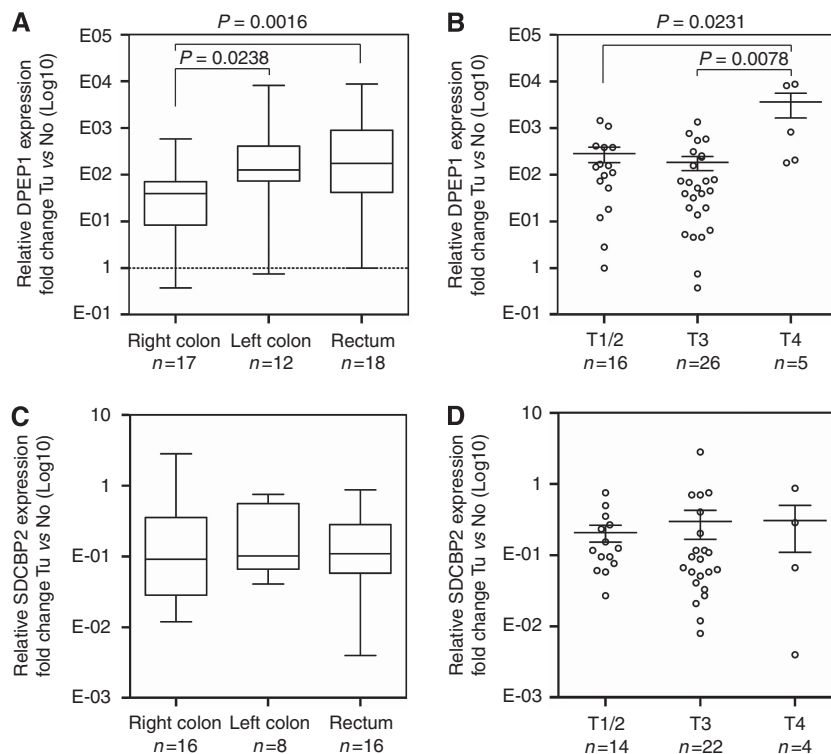 A
P = 0.0016
P = 0.0238
Relative DPEP1 expression
fold change Tu vs No (Log10)
E05
E04
E03
E02
E01
1
E-01
Right colon
n=17
Left colon
n=12
Rectum
n=18
B
P = 0.0231
P = 0.0078
Relative DPEP1 expression
fold change Tu vs No (Log10)
E05
E04
E03
E02
E01
1
E-01
T1/2
n=16
T3
n=26
T4
n=5
C
Relative SDCBP2 expression
fold change Tu vs No (Log10)
10
1
E-01
E-02
E-03
Right colon
n=16
Left colon
n=8
Rectum
n=16
D
Relative SDCBP2 expression
fold change Tu vs No (Log10)
10
1
E-01
E-02
E-03
T1/2
n=14
T3
n=22
T4
n=4